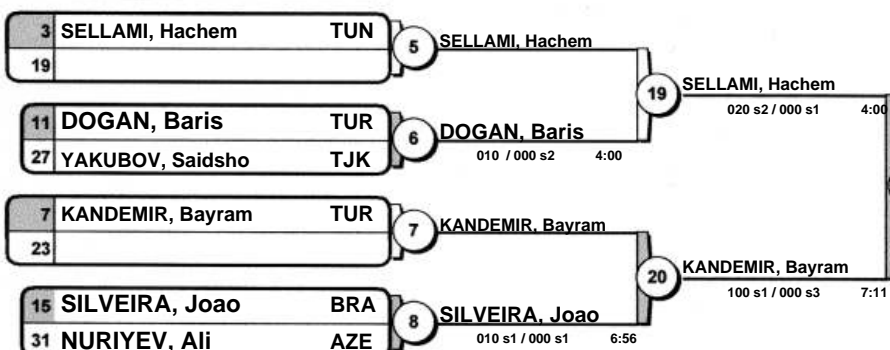 3 SELLAMI, Hachem TUN
19
5 SELLAMI, Hachem
11 DOGAN, Baris TUR
27 YAKUBOV, Saidsho TJK
6 DOGAN, Baris
010 / 000 s2 4:00
19 SELLAMI, Hachem
020 s2 / 000 s1 4:00
7 KANDEMIR, Bayram TUR
23
7 KANDEMIR, Bayram
15 SILVEIRA, Joao BRA
31 NURIYEV, Ali AZE
8 SILVEIRA, Joao
010 s1 / 000 s1 6:56
20 KANDEMIR, Bayram
100 s1 / 000 s3 7:11